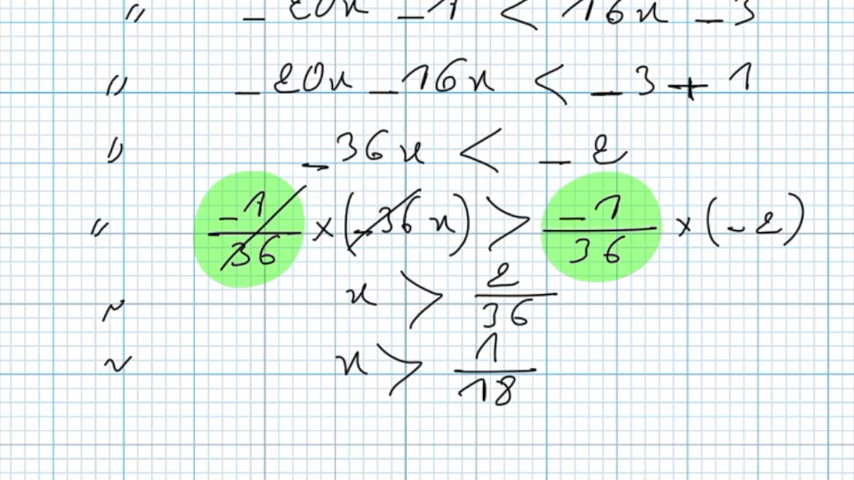 " - 20x - 1 < 16x - 3
" - 20x - 16x < - 3 + 1
" - 36x < - 2
" -1/36 × (-36x) > -1/36 × (-2)
" x > 2/36
" x > 1/18